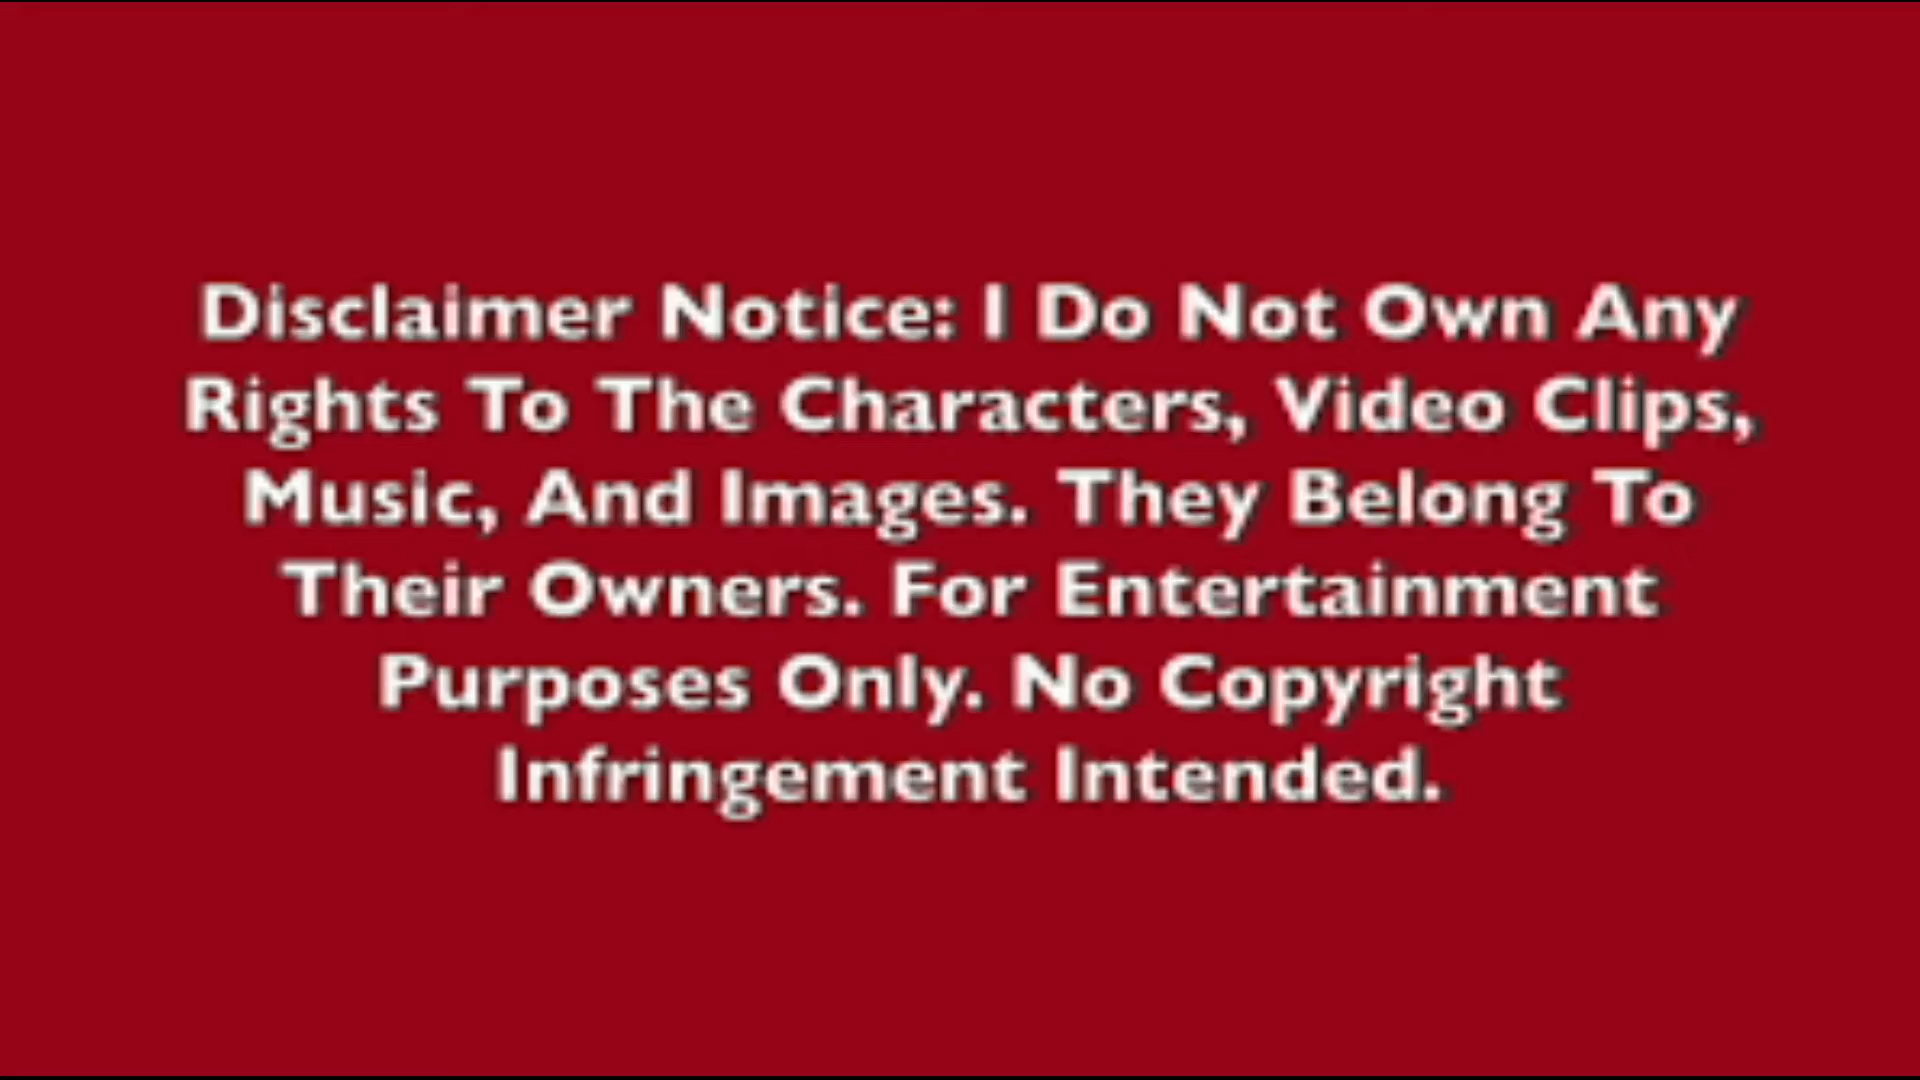 Disclaimer Notice: I Do Not Own Any
Rights To The Characters, Video Clips,
Music, And Images. They Belong To
Their Owners. For Entertainment
Purposes Only. No Copyright
Infringement Intended.